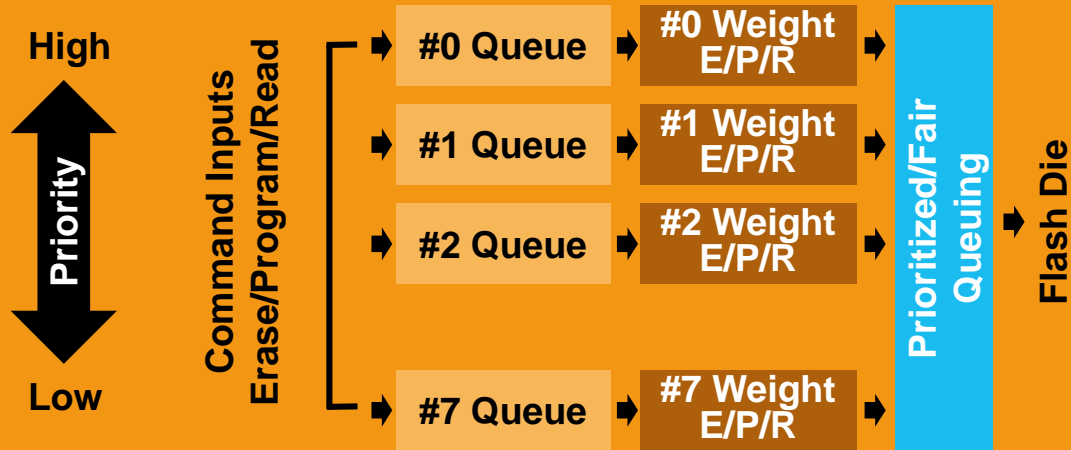 High
Priority
Low
Command Inputs
Erase/Program/Read
#0 Queue
#0 Weight
E/P/R
#1 Queue
#1 Weight
E/P/R
#2 Queue
#2 Weight
E/P/R
#7 Queue
#7 Weight
E/P/R
Prioritized/Fair
Queuing
Flash Die